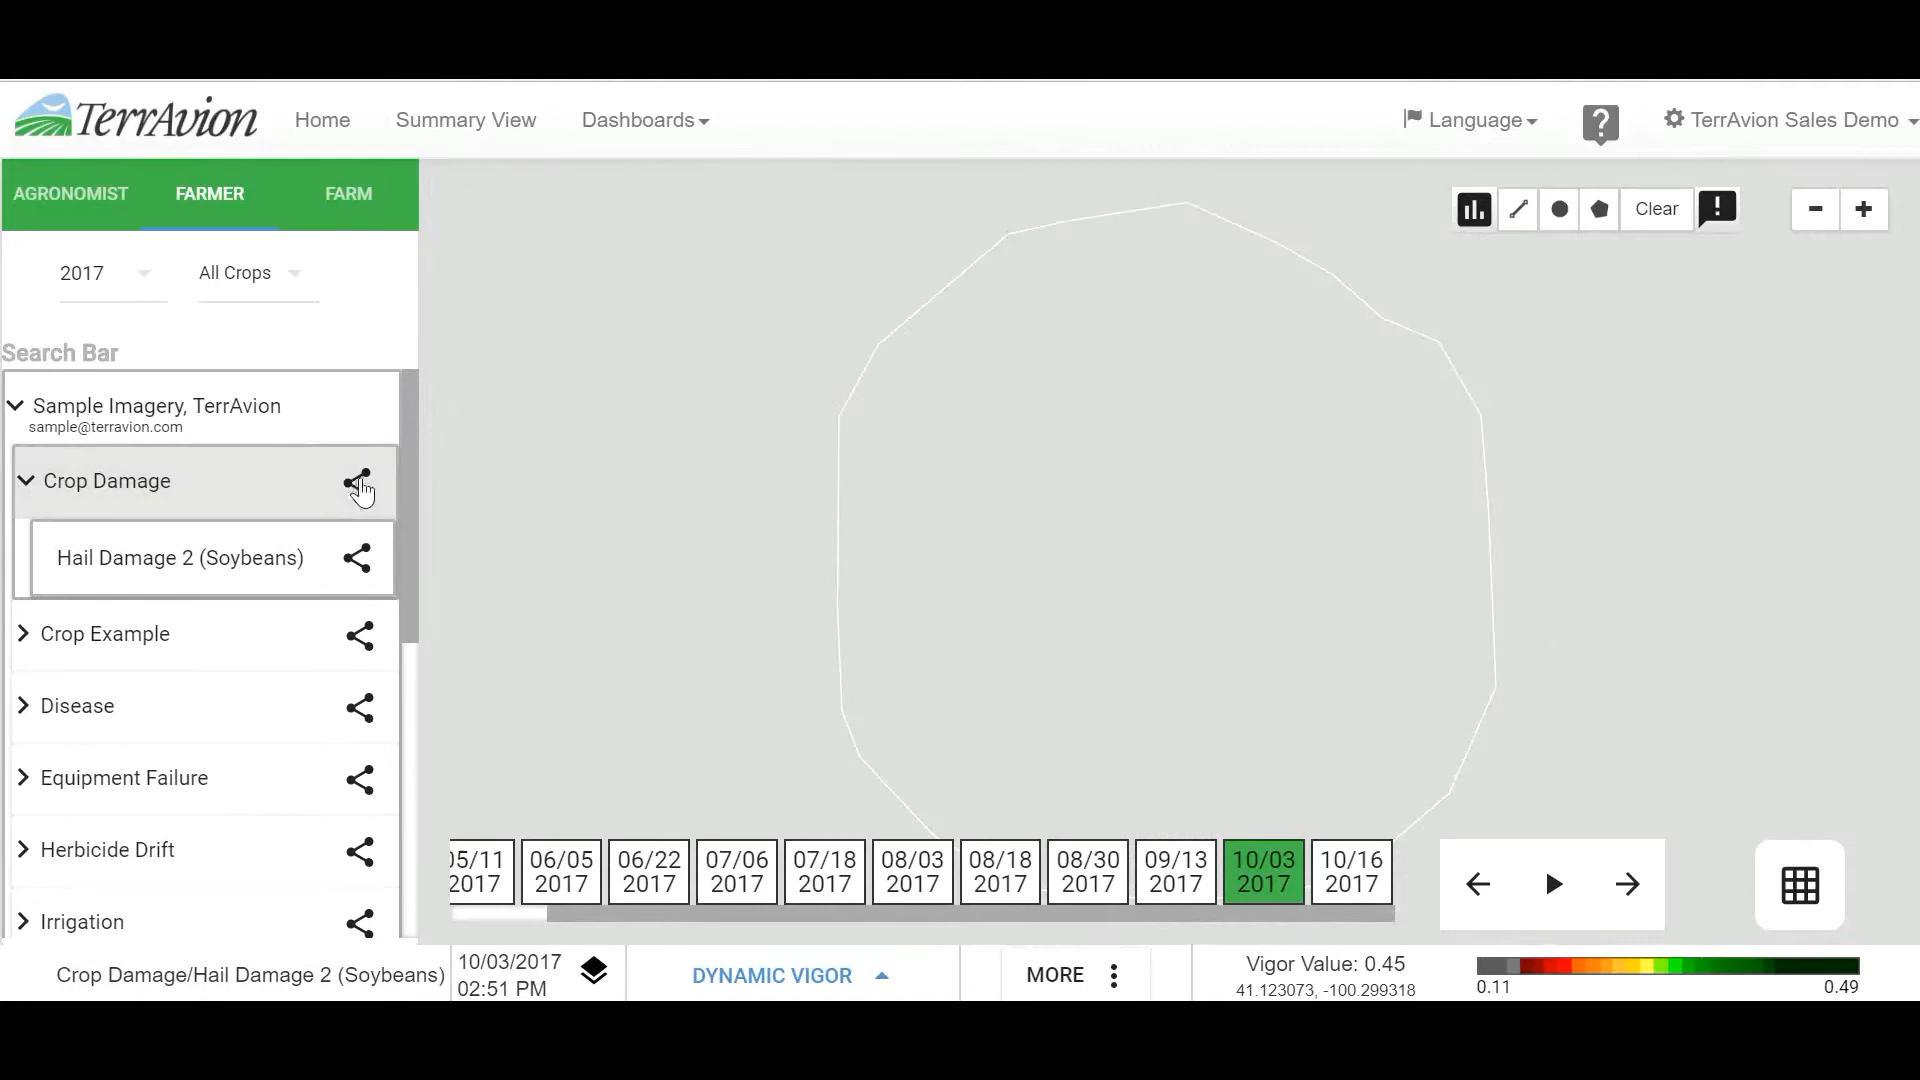 TerrAvion
Home
Summary View
Dashboards
Language
?
TerrAvion Sales Demo
AGRONOMIST
FARMER
FARM
2017
All Crops
Clear
!
Search Bar
Sample Imagery, TerrAvion
sample@terravion.com
Crop Damage
Hail Damage 2 (Soybeans)
Crop Example
Disease
Equipment Failure
Herbicide Drift
Irrigation
05/11
2017
06/05
2017
06/22
2017
07/06
2017
07/18
2017
08/03
2017
08/18
2017
08/30
2017
09/13
2017
10/03
2017
10/16
2017
Crop Damage/Hail Damage 2 (Soybeans)
10/03/2017
02:51 PM
DYNAMIC VIGOR
MORE
Vigor Value: 0.45
41.123073, -100.299318
0.11
0.49